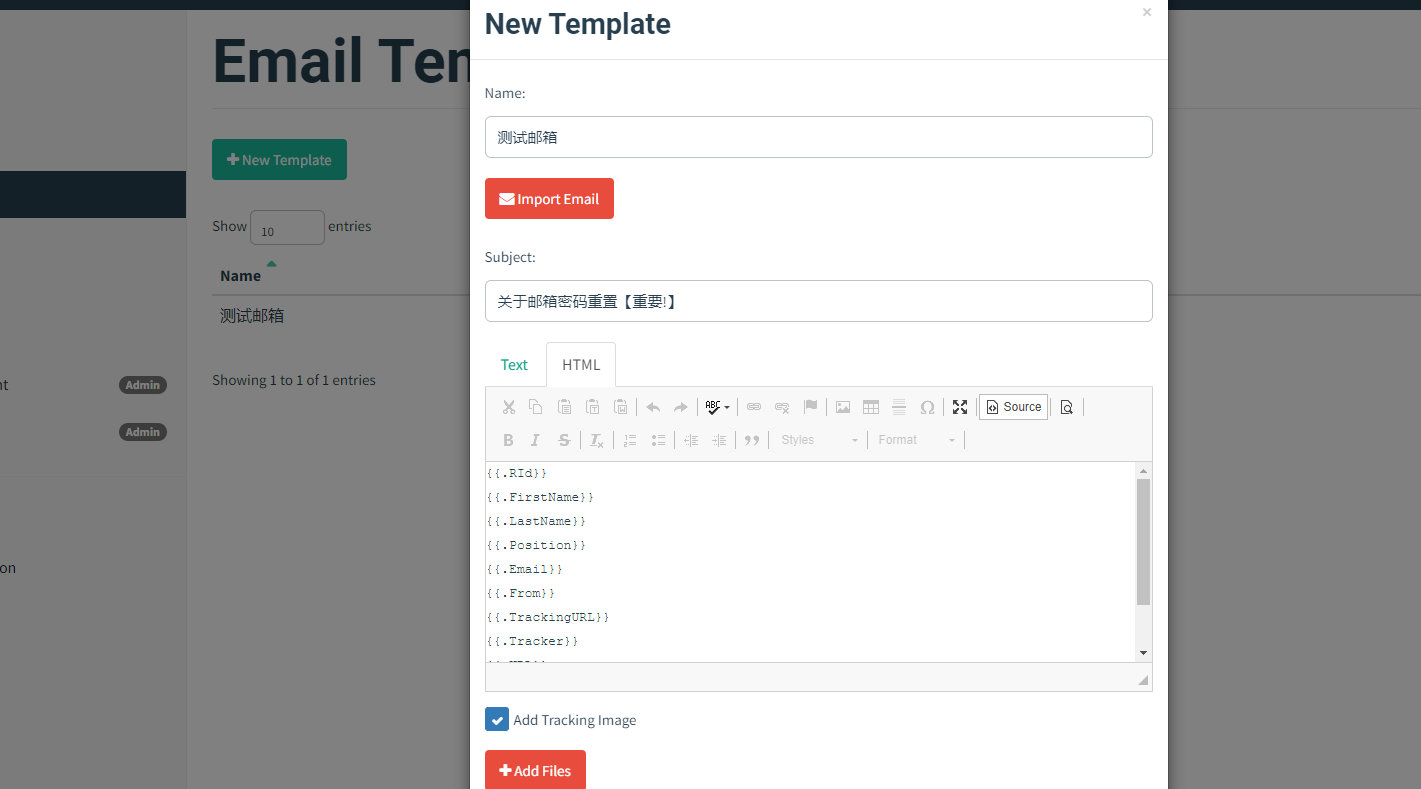 New Template
×
Email Ten
Name:
测试邮箱
New Template
Import Email
Show 10 entries
Subject:
Name
关于邮箱密码重置【重要!】
测试邮箱
Text HTML
Showing 1 to 1 of 1 entries
nt Admin
Admin
ABC Source
B I S Tx Styles Format
{{.RId}}
{{.FirstName}}
{{.LastName}}
{{.Position}}
{{.Email}}
{{.From}}
{{.TrackingURL}}
{{.Tracker}}
on
Add Tracking Image
Add Files